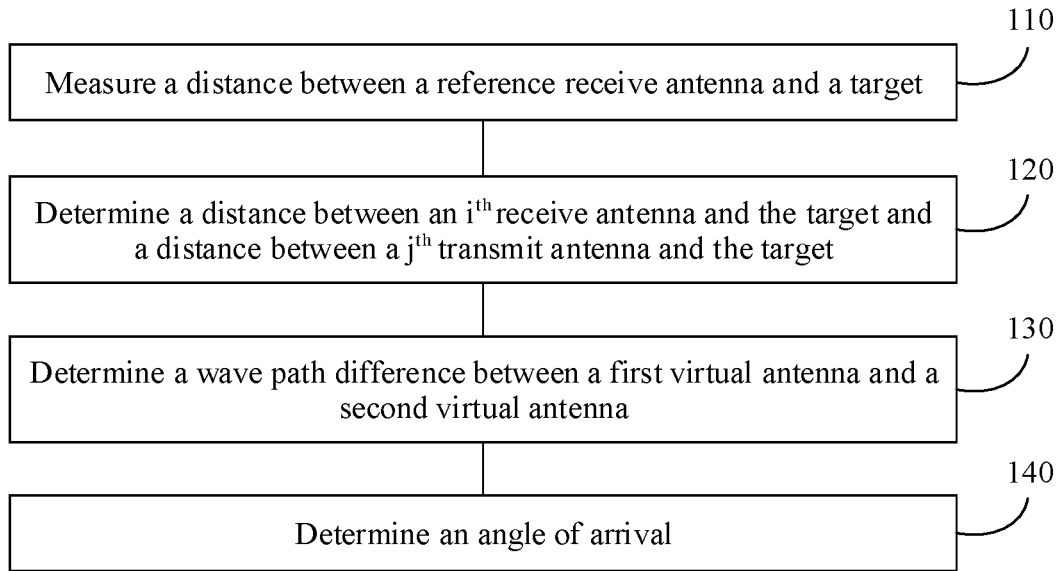 110
Measure a distance between a reference receive antenna and a target
120
Determine a distance between an iᵗʰ receive antenna and the target and
a distance between a jᵗʰ transmit antenna and the target
130
Determine a wave path difference between a first virtual antenna and a
second virtual antenna
140
Determine an angle of arrival